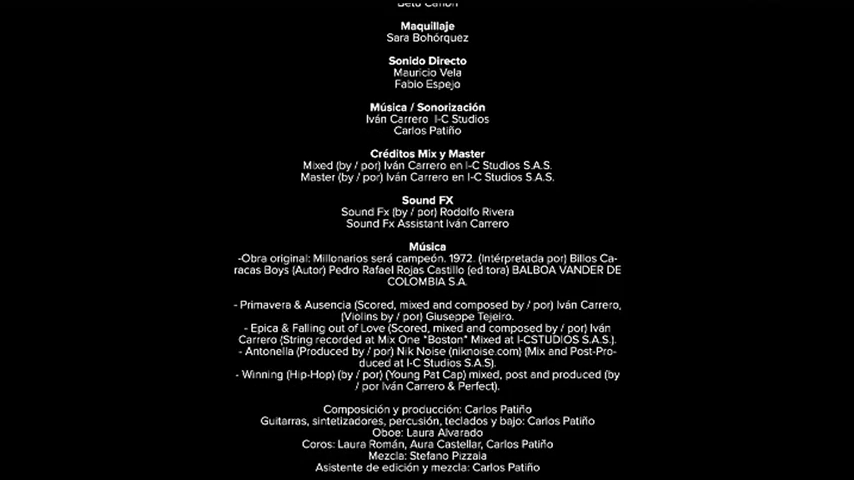 Beto Cañon
Maquillaje
Sara Bohórquez
Sonido Directo
Mauricio Vela
Fabio Espejo
Música / Sonorización
Iván Carrero I-C Studios
Carlos Patiño
Créditos Mix y Master
Mixed (by / por) Iván Carrero en I-C Studios S.A.S.
Master (by / por) Iván Carrero en I-C Studios S.A.S.
Sound FX
Sound Fx (by / por) Rodolfo Rivera
Sound Fx Assistant Iván Carrero
Música
-Obra original: Millonarios será campeón. 1972. (Intérpretada por) Billos Ca-
racas Boys (Autor) Pedro Rafael Rojas Castillo (editora) BALBOA VANDER DE
COLOMBIA S.A.
- Primavera & Ausencia (Scored, mixed and composed by / por) Iván Carrero,
(Violins by / por) Giuseppe Tejeiro.
- Epica & Falling out of Love (Scored, mixed and composed by / por) Iván
Carrero (String recorded at Mix One "Boston" Mixed at I-CSTUDIOS S.A.S.).
- Antonella (Produced by / por) Nik Noise (niknoise.com) (Mix and Post-Pro-
duced at I-C Studios S.A.S).
- Winning (Hip-Hop) (by / por) (Young Pat Cap) mixed, post and produced (by
/ por Iván Carrero & Perfect).
Composición y producción: Carlos Patiño
Guitarras, sintetizadores, percusión, teclados y bajo: Carlos Patiño
Oboe: Laura Alvarado
Coros: Laura Román, Aura Castellar, Carlos Patiño
Mezcla: Stefano Pizzaia
Asistente de edición y mezcla: Carlos Patiño